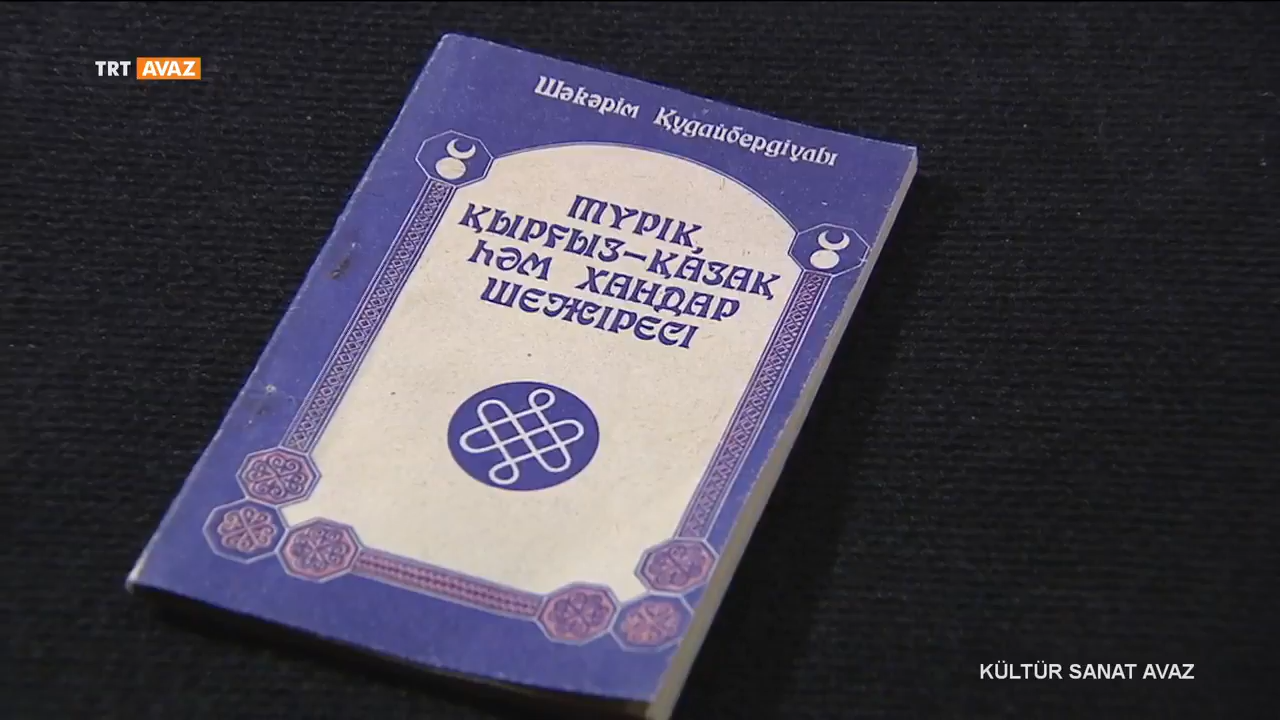 TRT AVAZ
Шәкәрім Құдайбердіұлы
ТҮРІК,
ҚЫРҒЫЗ–ҚАЗАҚ
ҺӘМ ХАНДАР
ШЕЖІРЕСІ
KÜLTÜR SANAT AVAZ